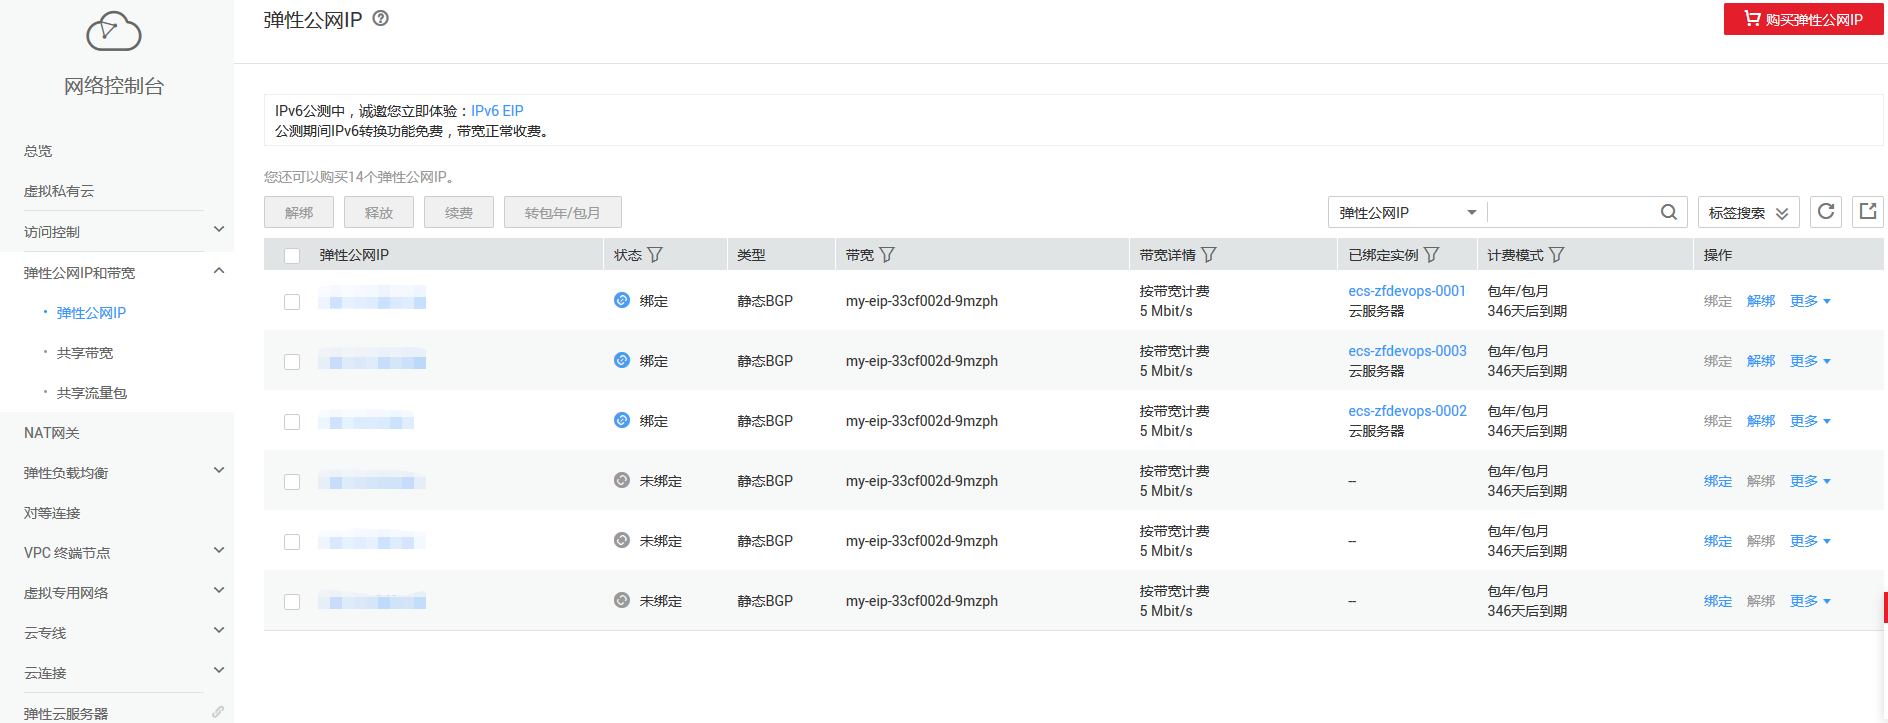 网络控制台
总览
虚拟私有云
访问控制
弹性公网IP和带宽
弹性公网IP
共享带宽
共享流量包
NAT网关
弹性负载均衡
对等连接
VPC 终端节点
虚拟专用网络
云专线
云连接
弹性云服务器
弹性公网IP ?
购买弹性公网IP
IPv6公测中，诚邀您立即体验：IPv6 EIP
公测期间IPv6转换功能免费，带宽正常收费。
您还可以购买14个弹性公网IP。
解绑 释放 续费 转包年/包月 弹性公网IP 标签搜索
弹性公网IP 状态 类型 带宽 带宽详情 已绑定实例 计费模式 操作
绑定 静态BGP my-eip-33cf002d-9mzph 按带宽计费 ecs-zfdevops-0001 包年/包月 绑定 解绑 更多
5 Mbit/s 云服务器 346天后到期
绑定 静态BGP my-eip-33cf002d-9mzph 按带宽计费 ecs-zfdevops-0003 包年/包月 绑定 解绑 更多
5 Mbit/s 云服务器 346天后到期
绑定 静态BGP my-eip-33cf002d-9mzph 按带宽计费 ecs-zfdevops-0002 包年/包月 绑定 解绑 更多
5 Mbit/s 云服务器 346天后到期
未绑定 静态BGP my-eip-33cf002d-9mzph 按带宽计费 -- 包年/包月 绑定 解绑 更多
5 Mbit/s 346天后到期
未绑定 静态BGP my-eip-33cf002d-9mzph 按带宽计费 -- 包年/包月 绑定 解绑 更多
5 Mbit/s 346天后到期
未绑定 静态BGP my-eip-33cf002d-9mzph 按带宽计费 -- 包年/包月 绑定 解绑 更多
5 Mbit/s 346天后到期